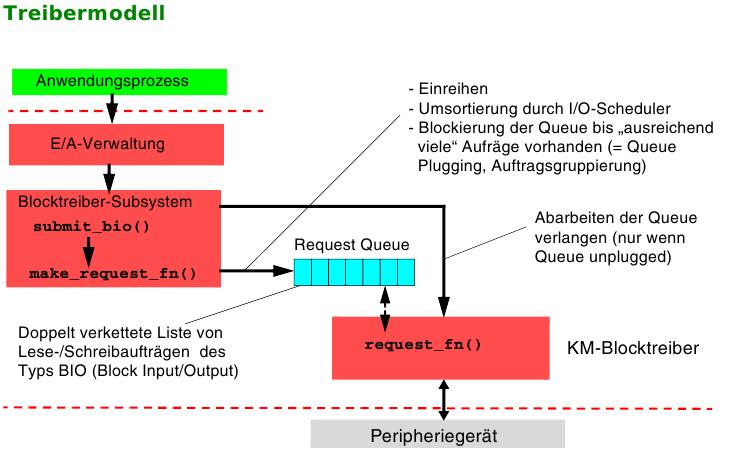 Treibermodell
Anwendungsprozess
- Einreihen
- Umsortierung durch I/O-Scheduler
- Blockierung der Queue bis „ausreichend
viele“ Aufräge vorhanden (= Queue
Plugging, Auftragsgruppierung)
E/A-Verwaltung
Blocktreiber-Subsystem
submit_bio()
make_request_fn()
Request Queue
Abarbeiten der Queue
verlangen (nur wenn
Queue unplugged)
Doppelt verkettete Liste von
Lese-/Schreibaufträgen des
Typs BIO (Block Input/Output)
request_fn()
KM-Blocktreiber
Peripheriegerät